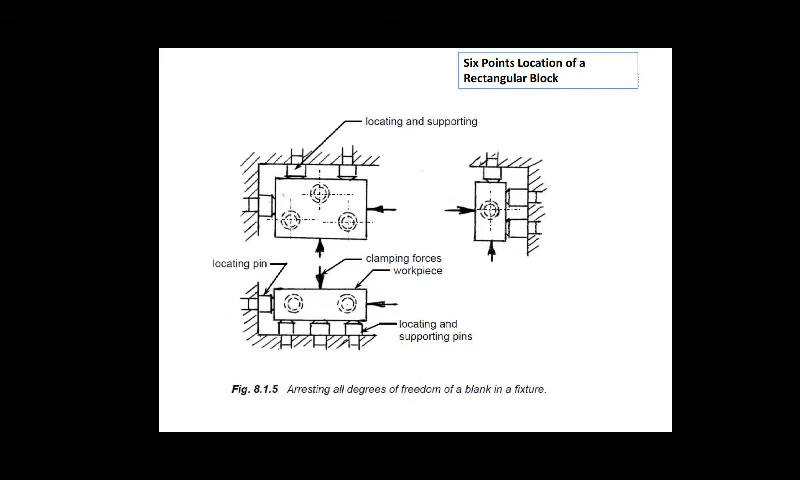 Six Points Location of a
Rectangular Block
locating and supporting
locating pin
clamping forces
workpiece
locating and
supporting pins
Fig. 8.1.5 Arresting all degrees of freedom of a blank in a fixture.